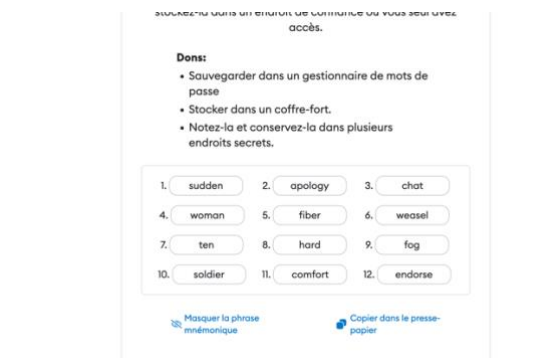 accès.
Dons:
• Sauvegarder dans un gestionnaire de mots de
passe
• Stocker dans un coffre-fort.
• Notez-la et conservez-la dans plusieurs
endroits secrets.
1. sudden 2. apology 3. chat
4. woman 5. fiber 6. weasel
7. ten 8. hard 9. fog
10. soldier 11. comfort 12. endorse
Masquer la phrase
mnémonique
Copier dans le presse-
papier